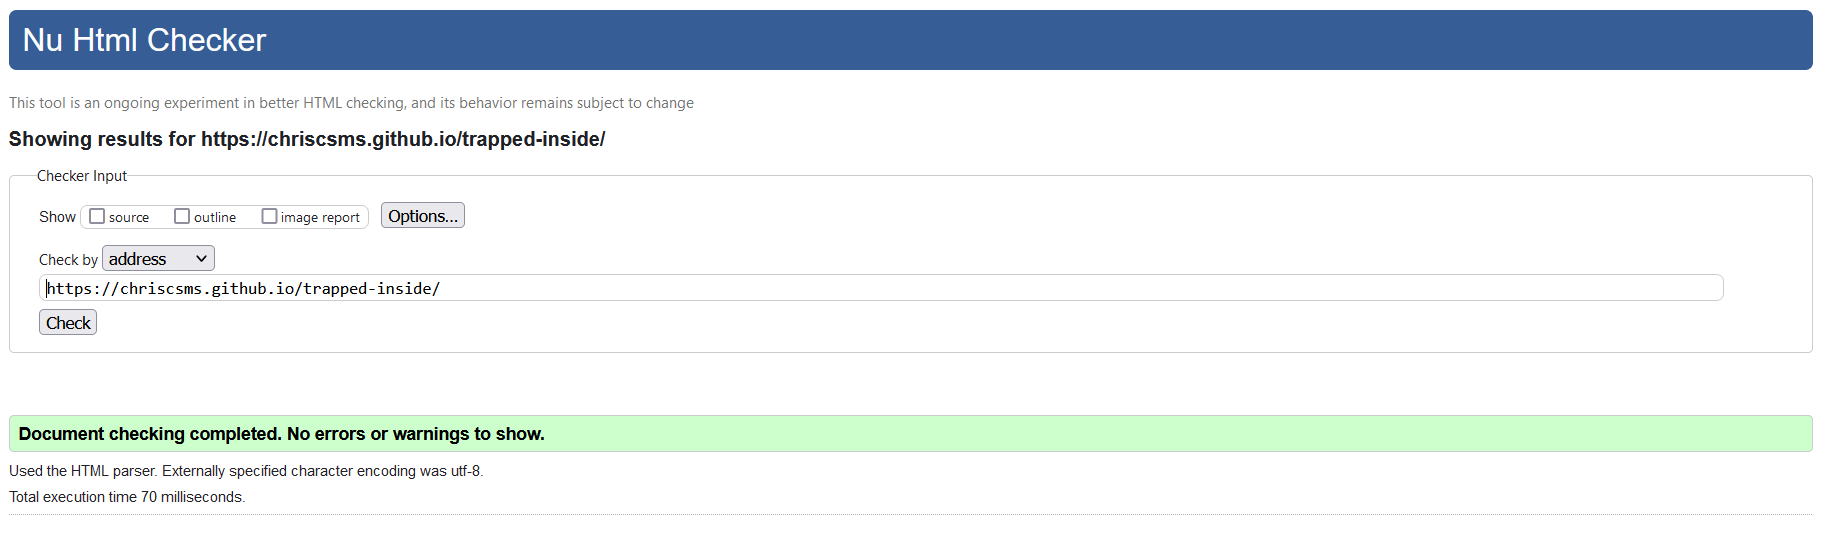 Nu Html Checker
This tool is an ongoing experiment in better HTML checking, and its behavior remains subject to change
Showing results for https://chriscsms.github.io/trapped-inside/
Checker Input
Show source outline image report Options...
Check by address
https://chriscsms.github.io/trapped-inside/
Check
Document checking completed. No errors or warnings to show.
Used the HTML parser. Externally specified character encoding was utf-8.
Total execution time 70 milliseconds.